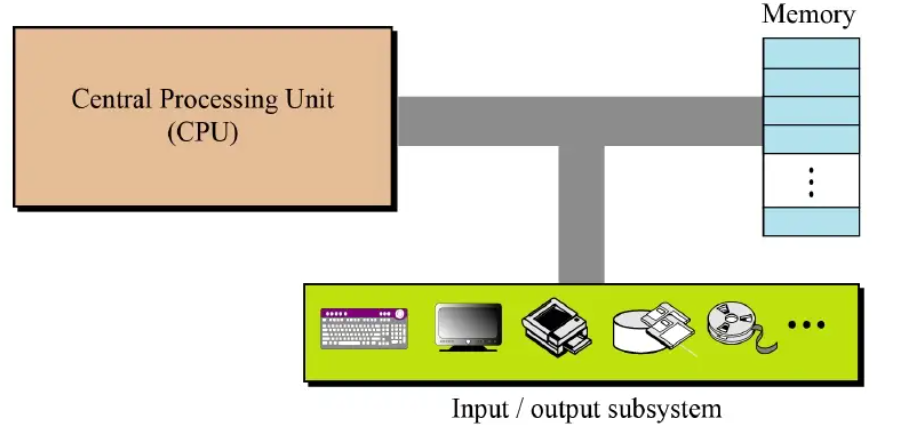 Memory
Central Processing Unit
(CPU)
Input / output subsystem